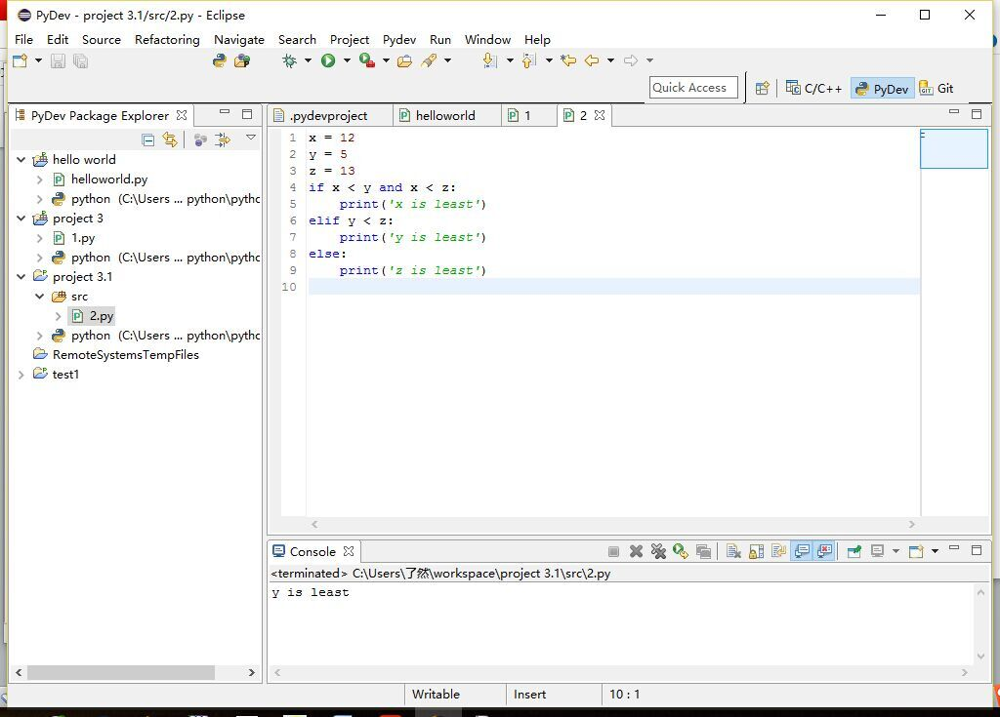 PyDev - project 3.1/src/2.py - Eclipse
File Edit Source Refactoring Navigate Search Project Pydev Run Window Help
Quick Access C/C++ PyDev Git
PyDev Package Explorer
hello world
helloworld.py
python (C:\Users ... python\pythc
project 3
1.py
python (C:\Users ... python\pythc
project 3.1
src
2.py
python (C:\Users ... python\pythc
RemoteSystemsTempFiles
test1
.pydevproject helloworld 1 2
1 x = 12
2 y = 5
3 z = 13
4 if x < y and x < z:
5     print('x is least')
6 elif y < z:
7     print('y is least')
8 else:
9     print('z is least')
10
Console
<terminated> C:\Users\了然\workspace\project 3.1\src\2.py
y is least
Writable Insert 10 : 1